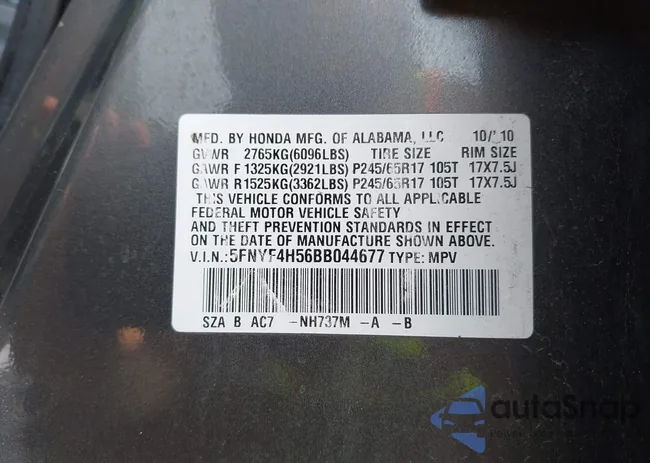 MFD. BY HONDA MFG. OF ALABAMA, LLC 10/10
GVWR 2765KG(6096LBS) TIRE SIZE RIM SIZE
GAWR F1325KG(2921LBS) P245/65R17 105T 17X7.5J
GAWR R1525KG(3362LBS) P245/65R17 105T 17X7.5J
THIS VEHICLE CONFORMS TO ALL APPLICABLE
FEDERAL MOTOR VEHICLE SAFETY
AND THEFT PREVENTION STANDARDS IN EFFECT
ON THE DATE OF MANUFACTURE SHOWN ABOVE.
V.I.N.: 5FNYF4H56BB044677 TYPE: MPV
SZA B AC7 -NH737M -A -B
autoSnap